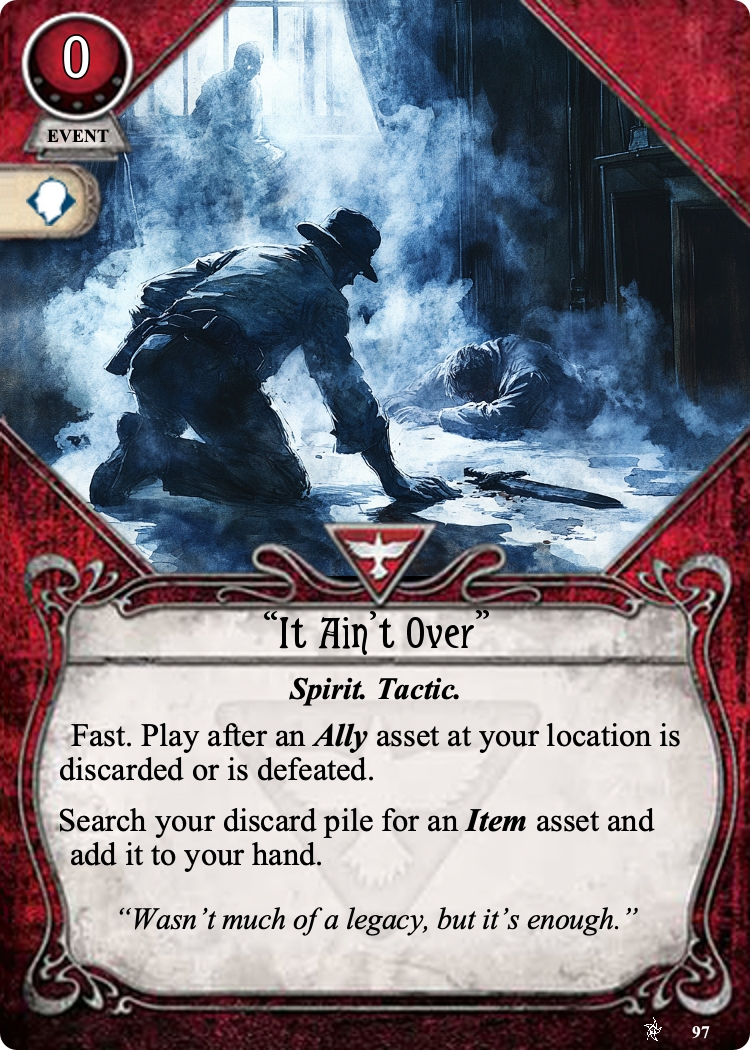 0
EVENT
“It Ain’t Over”
Spirit. Tactic.
Fast. Play after an Ally asset at your location is
discarded or is defeated.
Search your discard pile for an Item asset and
add it to your hand.
“Wasn’t much of a legacy, but it’s enough.”
97